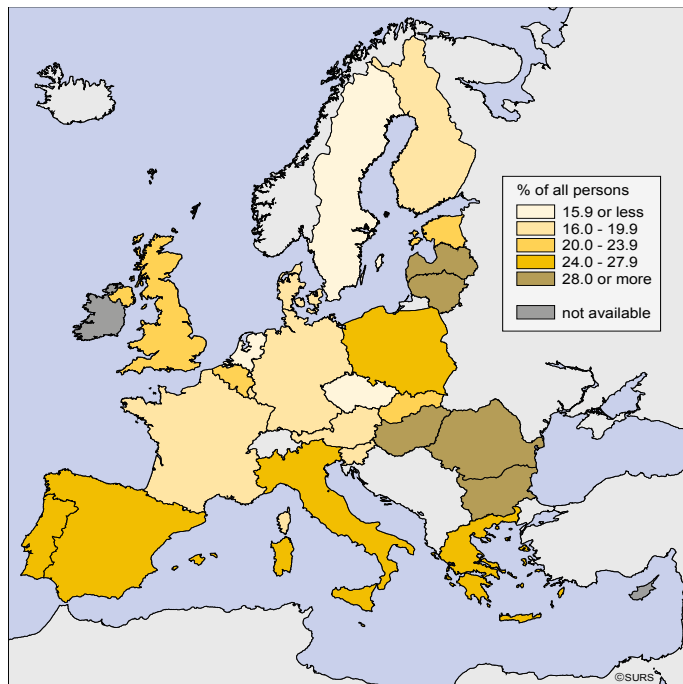 % of all persons
15.9 or less
16.0 - 19.9
20.0 - 23.9
24.0 - 27.9
28.0 or more
not available
©SURS